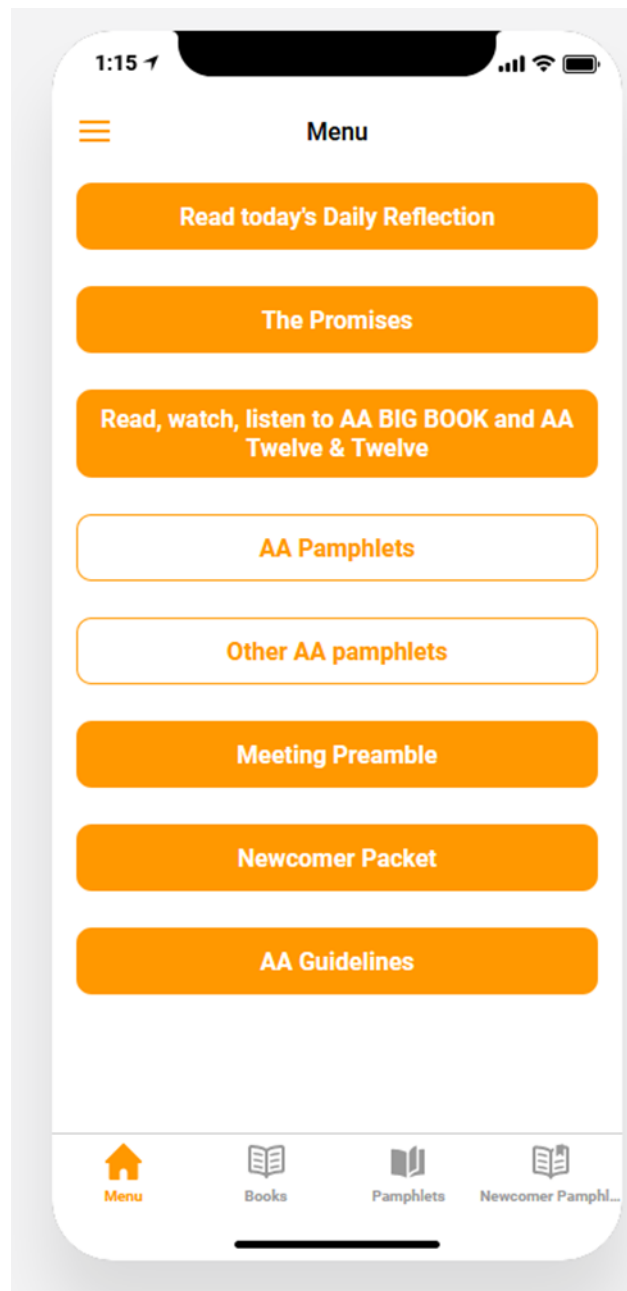 1:15
Menu
Read today's Daily Reflection
The Promises
Read, watch, listen to AA BIG BOOK and AA
Twelve & Twelve
AA Pamphlets
Other AA pamphlets
Meeting Preamble
Newcomer Packet
AA Guidelines
Menu
Books
Pamphlets
Newcomer Pamphl...